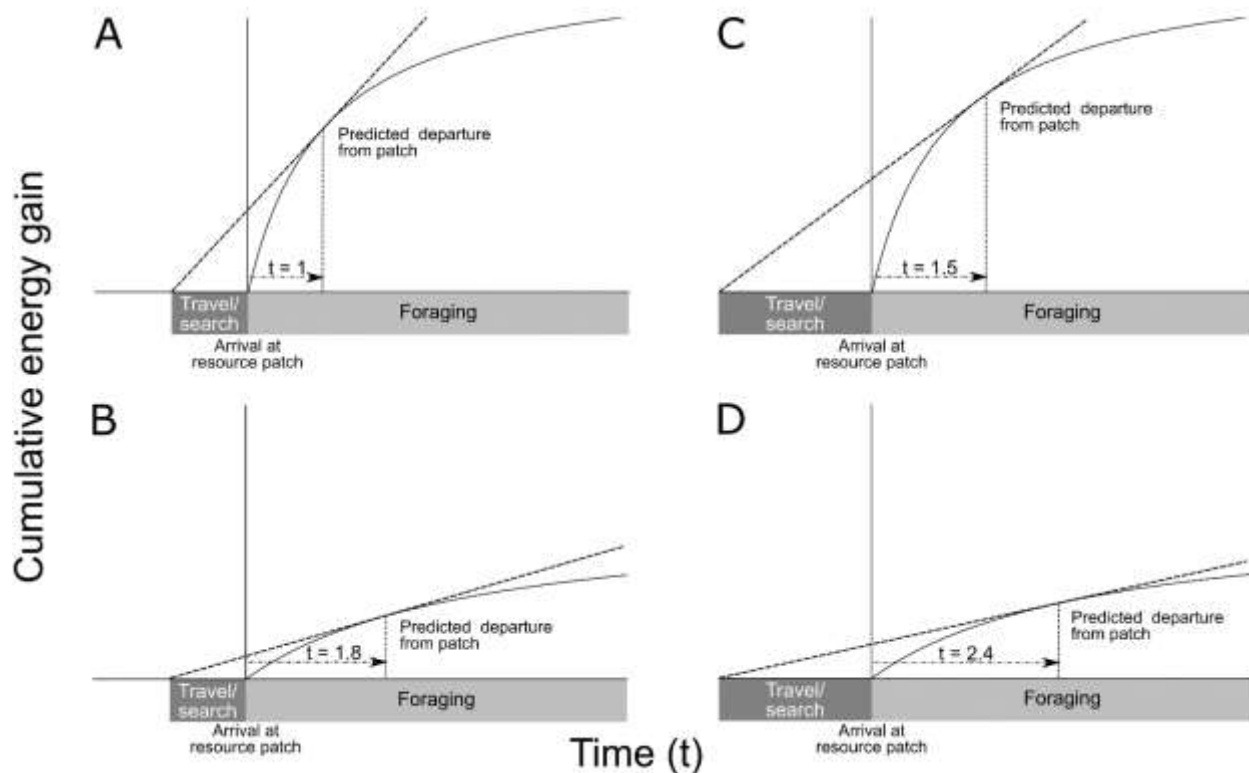 Cumulative energy gain
A
Predicted departure
from patch
t = 1
Travel/
search
Foraging
Arrival at
resource patch
C
Predicted departure
from patch
t = 1.5
Travel/
search
Foraging
Arrival at
resource patch
B
Predicted departure
from patch
t = 1.8
Travel/
search
Foraging
Arrival at
resource patch
D
Predicted departure
from patch
t = 2.4
Travel/
search
Foraging
Arrival at
resource patch
Time (t)